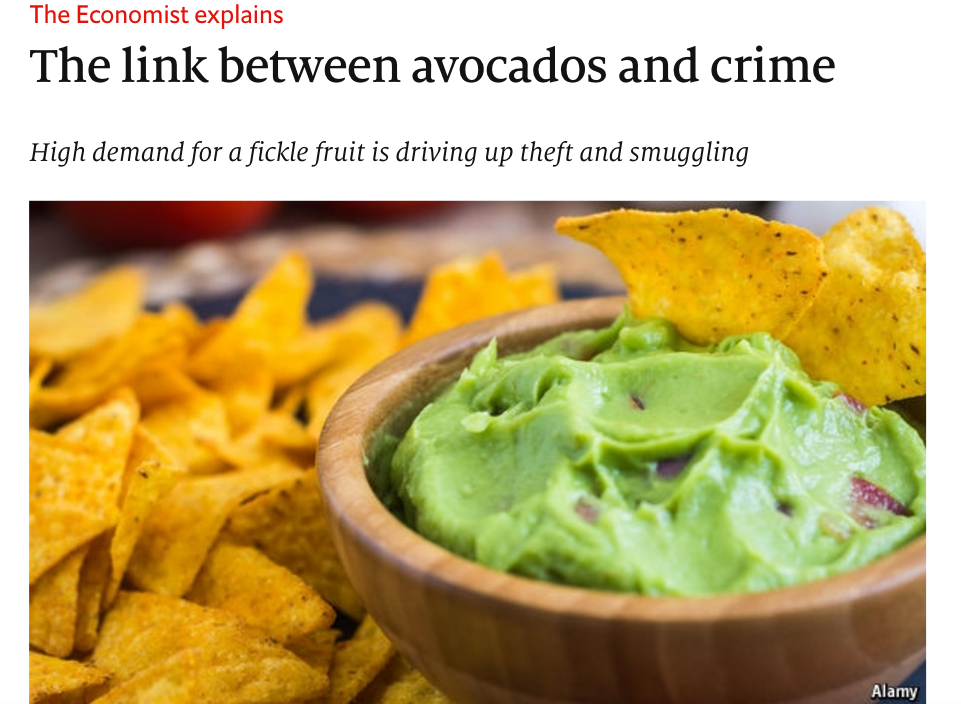 The Economist explains
The link between avocados and crime
High demand for a fickle fruit is driving up theft and smuggling
Alamy